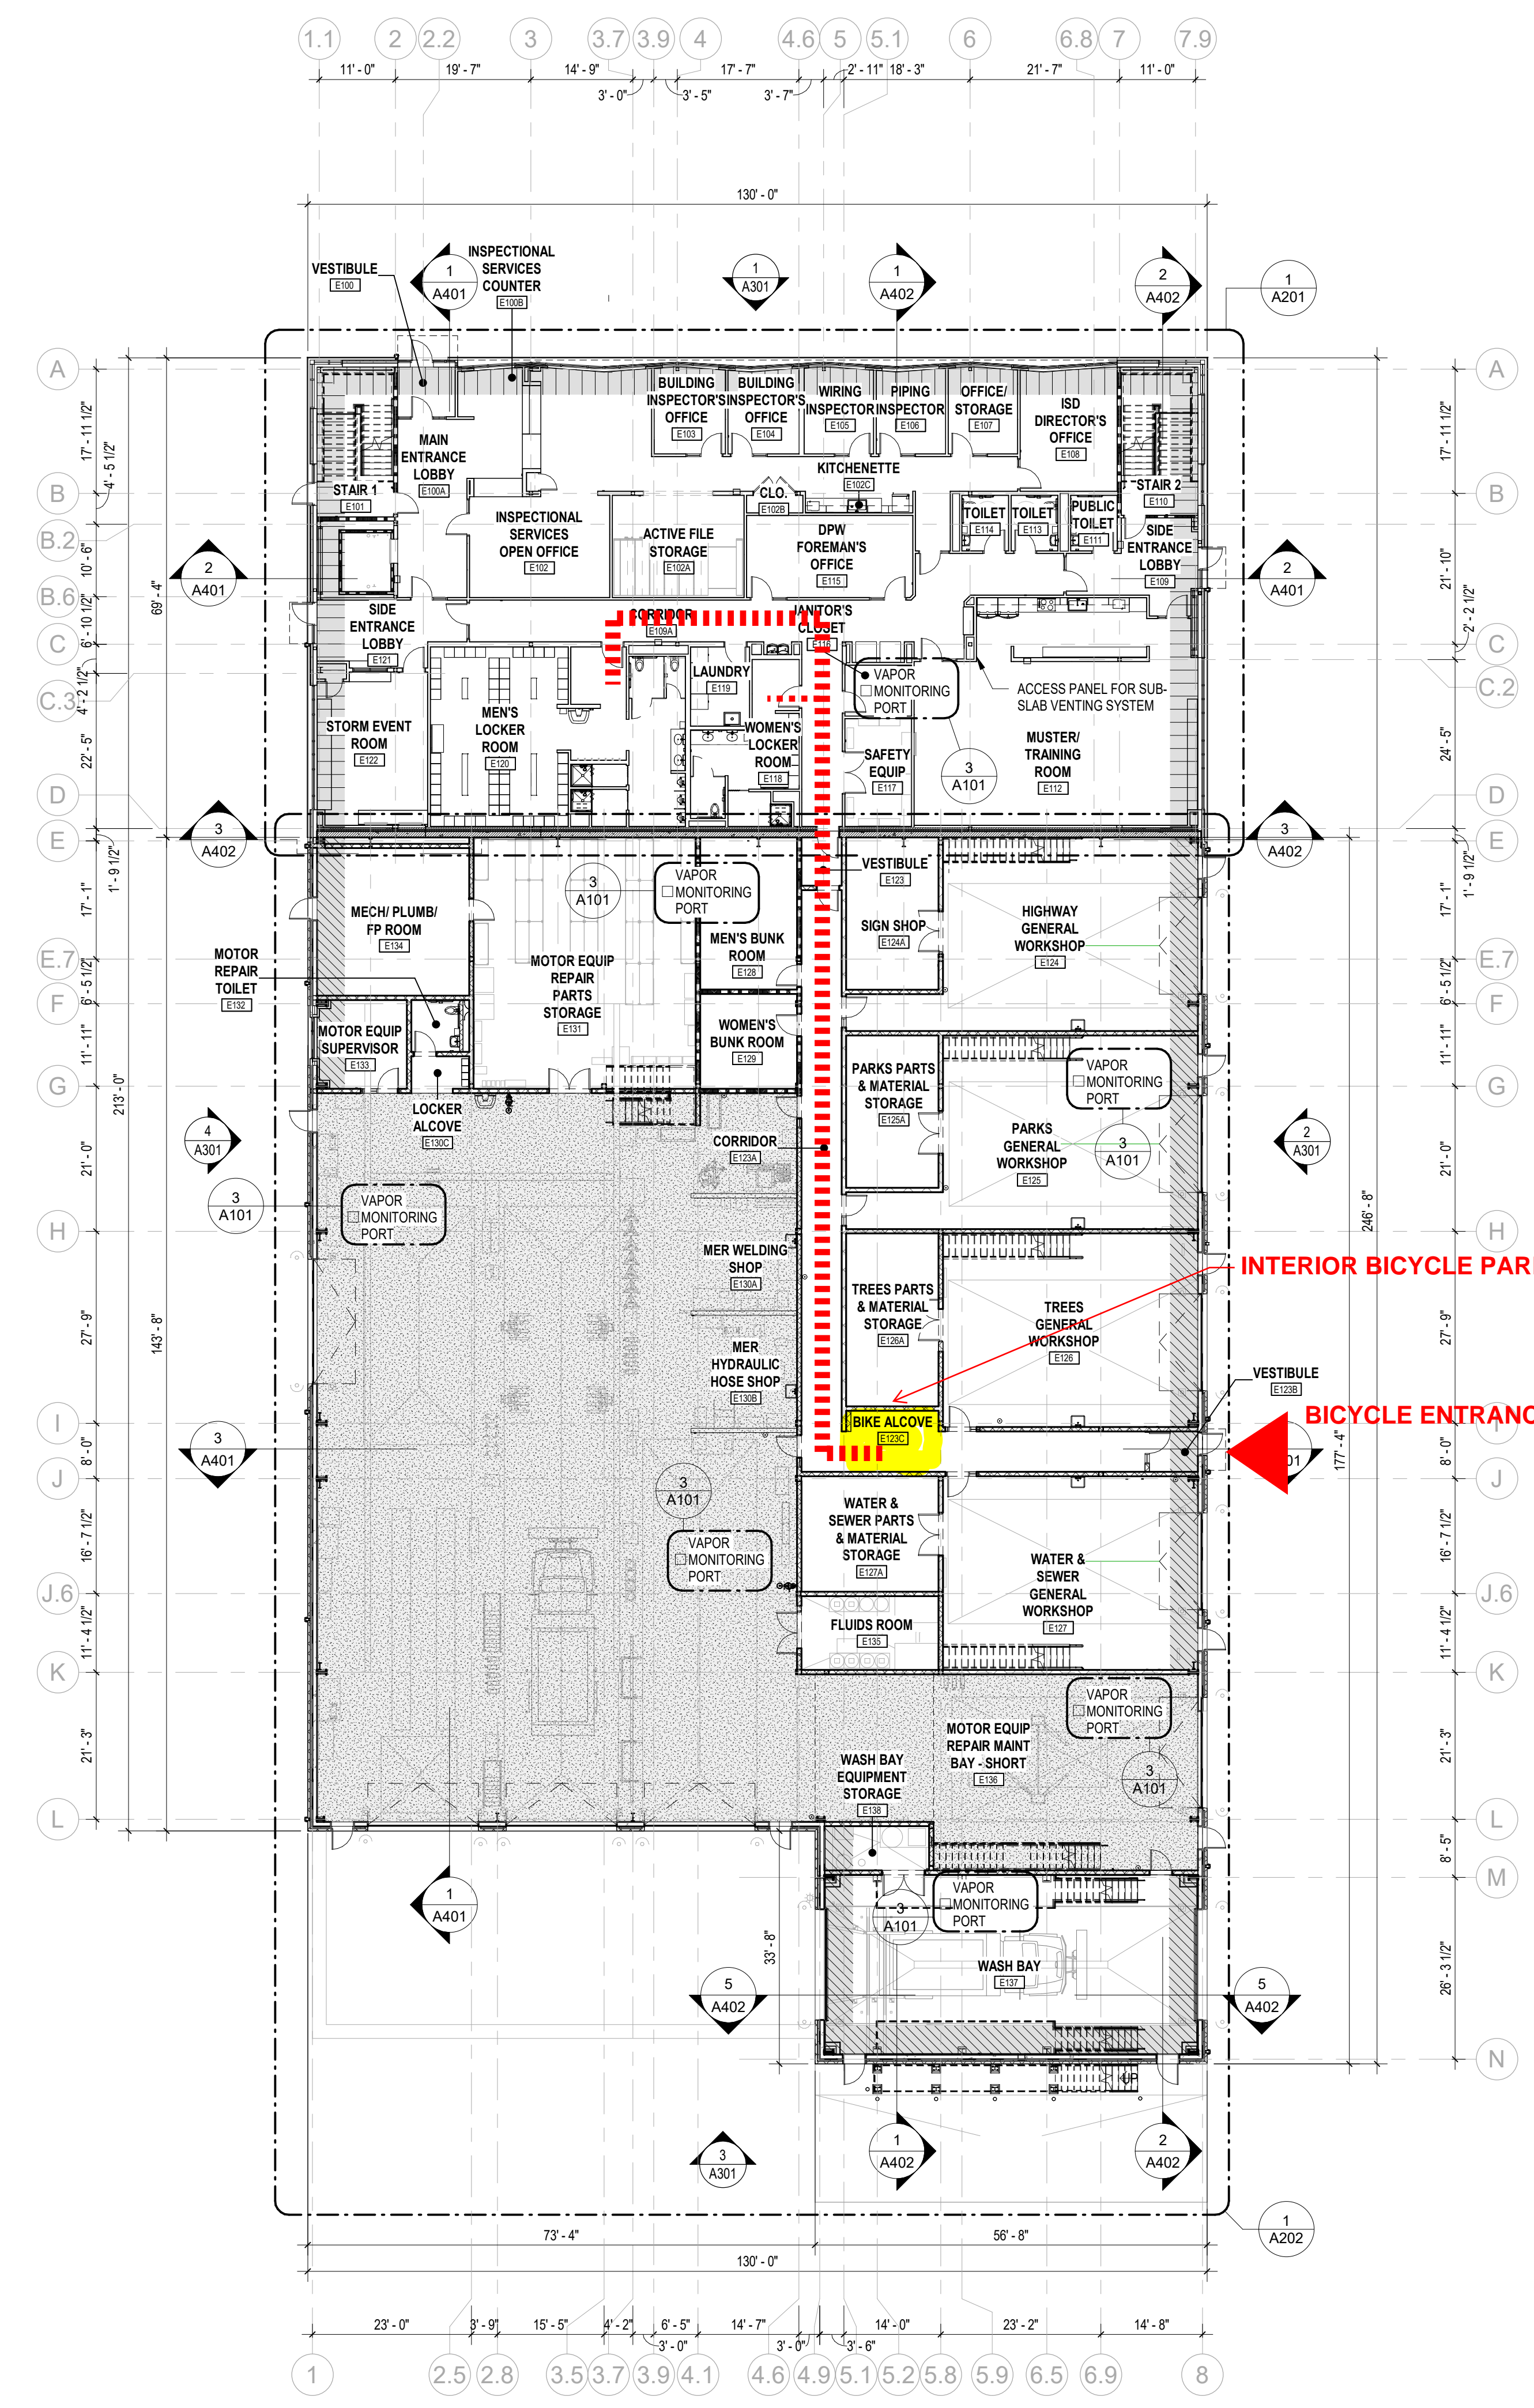 1.1 2 2.2 3 3.7 3.9 4 4.6 5 5.1 6 6.8 7 7.9
11' - 0" 19' - 7" 14' - 9" 17' - 7" 2' - 11" 18' - 3" 21' - 7" 11' - 0"
3' - 0" 3' - 5" 3' - 7"
130' - 0"
VESTIBULE
E100
1
A401
INSPECTIONAL
SERVICES
COUNTER
E100B
1
A301
1
A402
2
A402
1
A201
A
A
17' - 11 1/2"
4' - 5 1/2"
17' - 11 1/2"
BUILDING
INSPECTOR'S
OFFICE
E103
BUILDING
INSPECTOR'S
OFFICE
E104
WIRING
INSPECTOR
E105
PIPING
INSPECTOR
E106
OFFICE/
STORAGE
E107
ISD
DIRECTOR'S
OFFICE
E108
MAIN
ENTRANCE
LOBBY
E100A
KITCHENETTE
E102C
STAIR 1
E101
CLO.
E102B
STAIR 2
E110
B
B
INSPECTIONAL
SERVICES
OPEN OFFICE
E102
ACTIVE FILE
STORAGE
E102A
DPW
FOREMAN'S
OFFICE
E115
TOILET
E114
TOILET
E113
PUBLIC
TOILET
E111
SIDE
ENTRANCE
LOBBY
E109
B.2
10' - 6"
21' - 10"
2
A401
2
A401
69' - 4"
B.6
6' - 10 1/2"
2' - 2 1/2"
SIDE
ENTRANCE
LOBBY
E121
CORRIDOR
E109A
JANITOR'S
CLOSET
E116
C
C
C.3
4' - 2 1/2"
C.2
LAUNDRY
E119
VAPOR
MONITORING
PORT
ACCESS PANEL FOR SUB-
SLAB VENTING SYSTEM
STORM EVENT
ROOM
E122
MEN'S
LOCKER
ROOM
E120
WOMEN'S
LOCKER
ROOM
E118
SAFETY
EQUIP
E117
3
A101
MUSTER/
TRAINING
ROOM
E112
22' - 5"
24' - 5"
D
D
3
A402
3
A402
E
E
1' - 9 1/2"
1' - 9 1/2"
17' - 1"
17' - 1"
3
A101
VAPOR
MONITORING
PORT
VESTIBULE
E123
MECH/ PLUMB/
FP ROOM
E134
SIGN SHOP
E124A
HIGHWAY
GENERAL
WORKSHOP
E124
MEN'S BUNK
ROOM
E128
E.7
E.7
6' - 5 1/2"
6' - 5 1/2"
MOTOR
REPAIR
TOILET
E132
MOTOR EQUIP
REPAIR
PARTS
STORAGE
E131
F
F
MOTOR EQUIP
SUPERVISOR
E133
WOMEN'S
BUNK ROOM
E129
11' - 11"
11' - 11"
PARKS PARTS
& MATERIAL
STORAGE
E125A
VAPOR
MONITORING
PORT
G
G
213' - 0"
LOCKER
ALCOVE
E130C
4
A301
CORRIDOR
E123A
PARKS
GENERAL
WORKSHOP
E125
3
A101
2
A301
21' - 0"
21' - 0"
3
A101
VAPOR
MONITORING
PORT
246' - 8"
H
H
MER WELDING
SHOP
E130A
INTERIOR BICYCLE PAR
TREES PARTS
& MATERIAL
STORAGE
E126A
TREES
GENERAL
WORKSHOP
E126
27' - 9"
143' - 8"
27' - 9"
MER
HYDRAULIC
HOSE SHOP
E130B
VESTIBULE
E123B
I
BIKE ALCOVE
E123C
BICYCLE ENTRANC
3
A401
8' - 0"
177' - 4"
8' - 0"
J
J
3
A101
WATER &
SEWER PARTS
& MATERIAL
STORAGE
E127A
16' - 7 1/2"
16' - 7 1/2"
VAPOR
MONITORING
PORT
WATER &
SEWER
GENERAL
WORKSHOP
E127
J.6
J.6
FLUIDS ROOM
E135
11' - 4 1/2"
11' - 4 1/2"
K
K
VAPOR
MONITORING
PORT
MOTOR EQUIP
REPAIR MAINT
BAY - SHORT
E136
21' - 3"
21' - 3"
WASH BAY
EQUIPMENT
STORAGE
E138
3
A101
L
L
8' - 5"
M
M
1
A401
VAPOR
MONITORING
PORT
3
A101
33' - 8"
WASH BAY
E137
26' - 3 1/2"
5
A402
5
A402
N
UP
3
A301
1
A402
2
A402
1
A202
73' - 4" 56' - 8"
130' - 0"
23' - 0" 3' - 9" 15' - 5" 4' - 2" 6' - 5" 14' - 7" 14' - 0" 23' - 2" 14' - 8"
3' - 0" 3' - 0" 3' - 6"
1 2.5 2.8 3.5 3.7 3.9 4.1 4.6 4.9 5.1 5.2 5.8 5.9 6.5 6.9 8